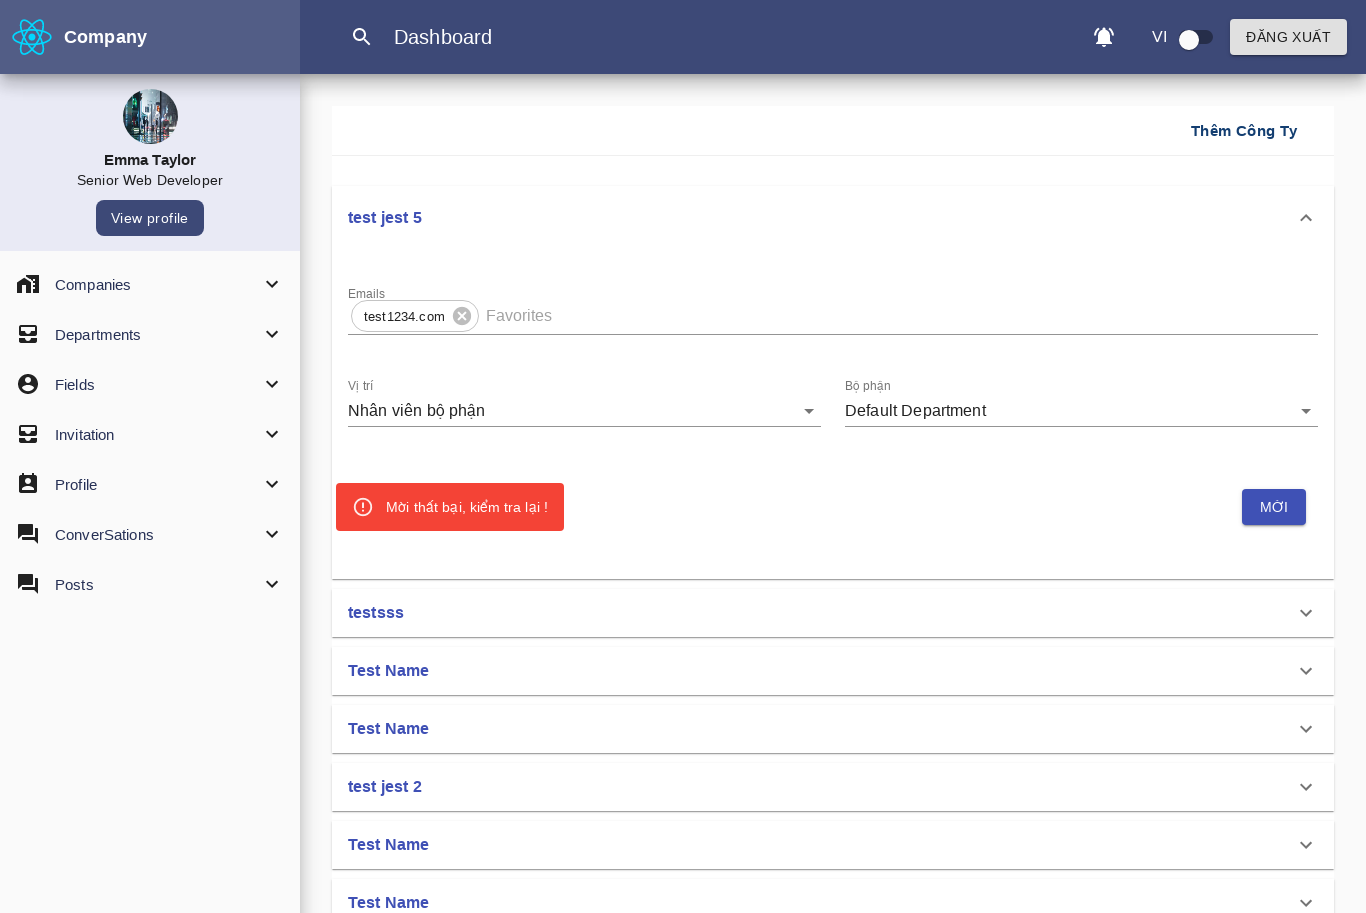 Company
Dashboard
VI
ĐĂNG XUẤT
Emma Taylor
Senior Web Developer
View profile
Companies
Departments
Fields
Invitation
Profile
ConverSations
Posts
Thêm Công Ty
test jest 5
Emails
test1234.com
Favorites
Vị trí
Bộ phận
Nhân viên bộ phận
Default Department
Mời thất bại, kiểm tra lại !
MỜI
testsss
Test Name
Test Name
test jest 2
Test Name
Test Name